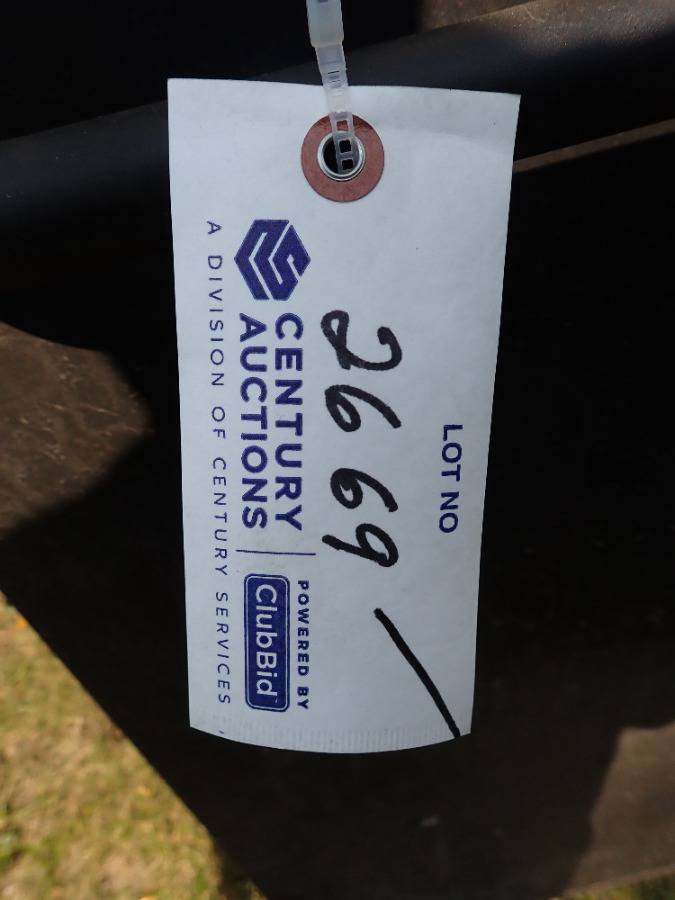 LOT NO
2669
CENTURY
AUCTIONS
POWERED BY
ClubBid
A DIVISION OF CENTURY SERVICES